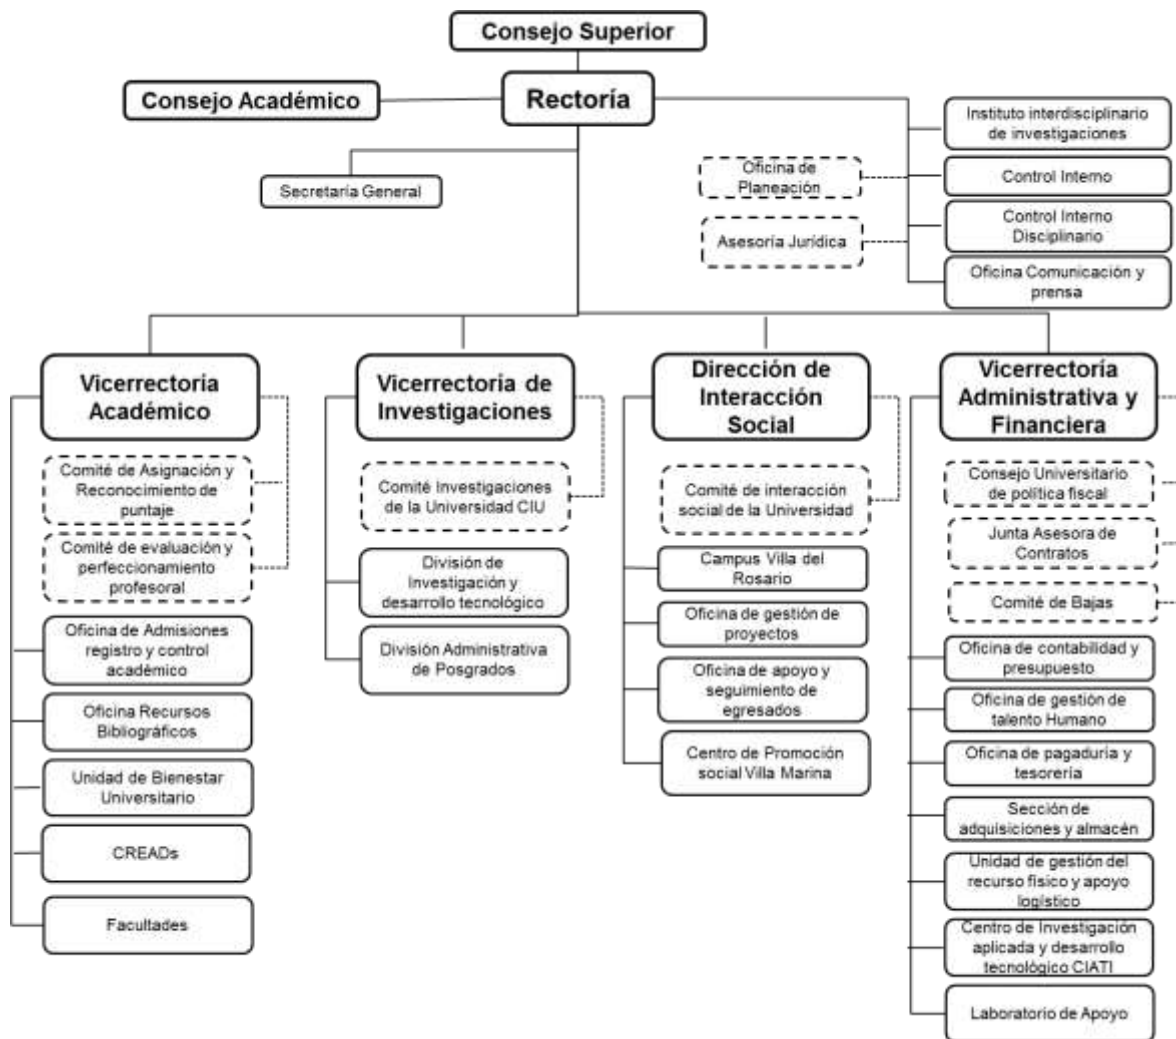 Consejo Superior
Consejo Académico
Rectoría
Secretaría General
Instituto interdisciplinario
de investigaciones
Oficina de
Planeación
Control Interno
Asesoría Jurídica
Control Interno
Disciplinario
Oficina Comunicación y
prensa
Vicerrectoria
Académico
Comité de Asignación y
Reconocimiento de
puntaje
Comité de evaluación y
perfeccionamiento
profesoral
Oficina de Admisiones
registro y control
académico
Oficina Recursos
Bibliográficos
Unidad de Bienestar
Universitario
CREADs
Facultades
Vicerrectoría de
Investigaciones
Comité Investigaciones
de la Universidad CIU
División de
Investigación y
desarrollo tecnológico
División Administrativa
de Posgrados
Dirección de
Interacción
Social
Comité de interacción
social de la Universidad
Campus Villa del
Rosario
Oficina de gestión de
proyectos
Oficina de apoyo y
seguimiento de
egresados
Centro de Promoción
social Villa Marina
Vicerrectoría
Administrativa y
Financiera
Consejo Universitario
de política fiscal
Junta Asesora de
Contratos
Comité de Bajas
Oficina de contabilidad y
presupuesto
Oficina de gestión de
talento Humano
Oficina de pagaduría y
tesorería
Sección de
adquisiciones y almacén
Unidad de gestión del
recurso físico y apoyo
logístico
Centro de Investigación
aplicada y desarrollo
tecnológico CIATI
Laboratorio de Apoyo